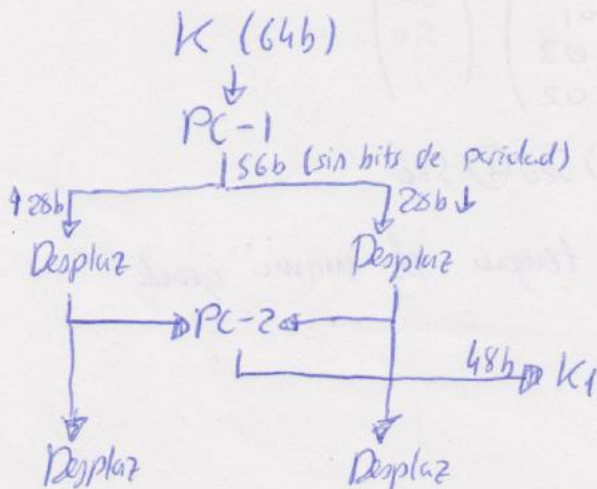 K (64b)
PC-1
56b (sin bits de paridad)
↑28b 28b↓
Desplaz Desplaz
PC-2
48b K1
Desplaz Desplaz